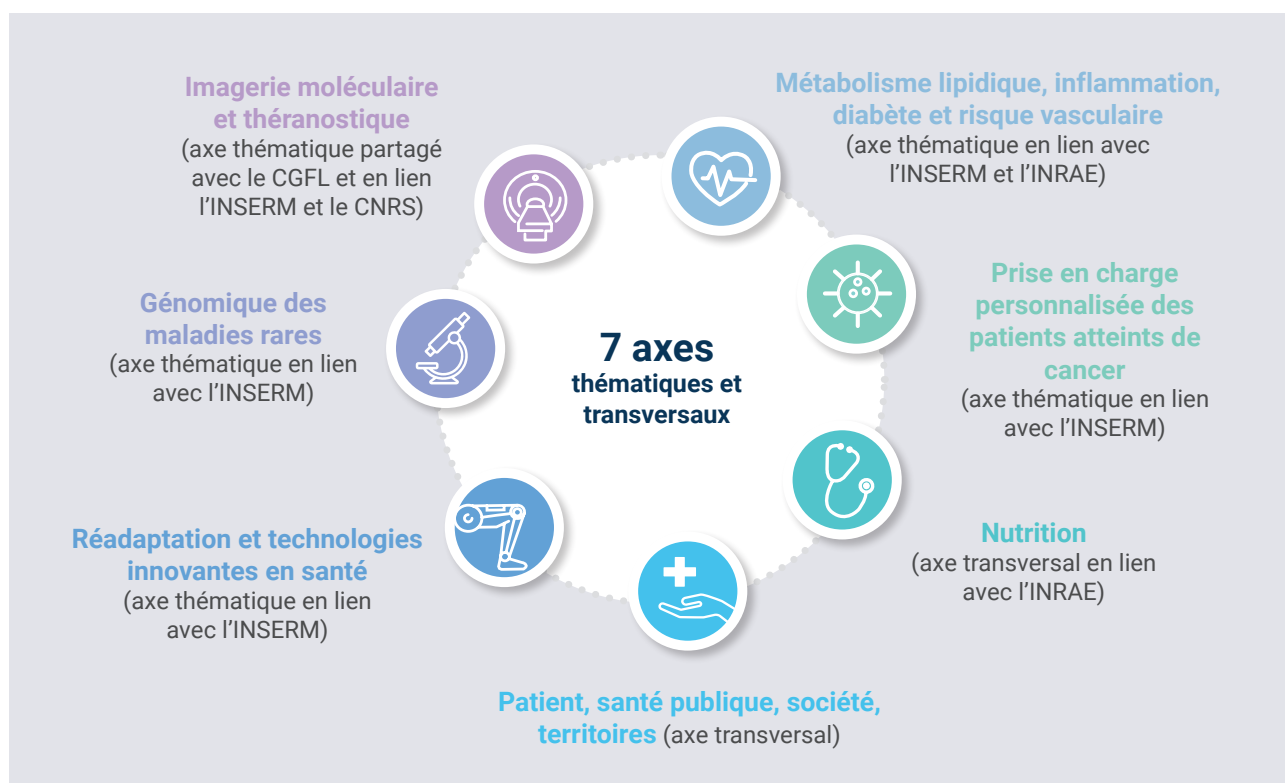 Imagerie moléculaire
et théranostique
(axe thématique partagé
avec le CGFL et en lien
l’INSERM et le CNRS)
Métabolisme lipidique, inflammation,
diabète et risque vasculaire
(axe thématique en lien avec
l’INSERM et l’INRAE)
Prise en charge
personnalisée des
patients atteints de
cancer
(axe thématique en lien
avec l’INSERM)
Génomique des
maladies rares
(axe thématique en lien
avec l’INSERM)
7 axes
thématiques et
transversaux
Réadaptation et technologies
innovantes en santé
(axe thématique en lien
avec l’INSERM)
Nutrition
(axe transversal en lien
avec l’INRAE)
Patient, santé publique, société,
territoires (axe transversal)